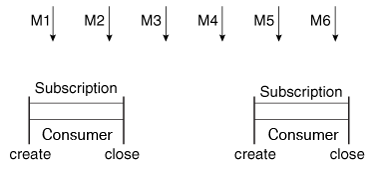 M1 M2 M3 M4 M5 M6
Subscription Subscription
Consumer Consumer
create close create close